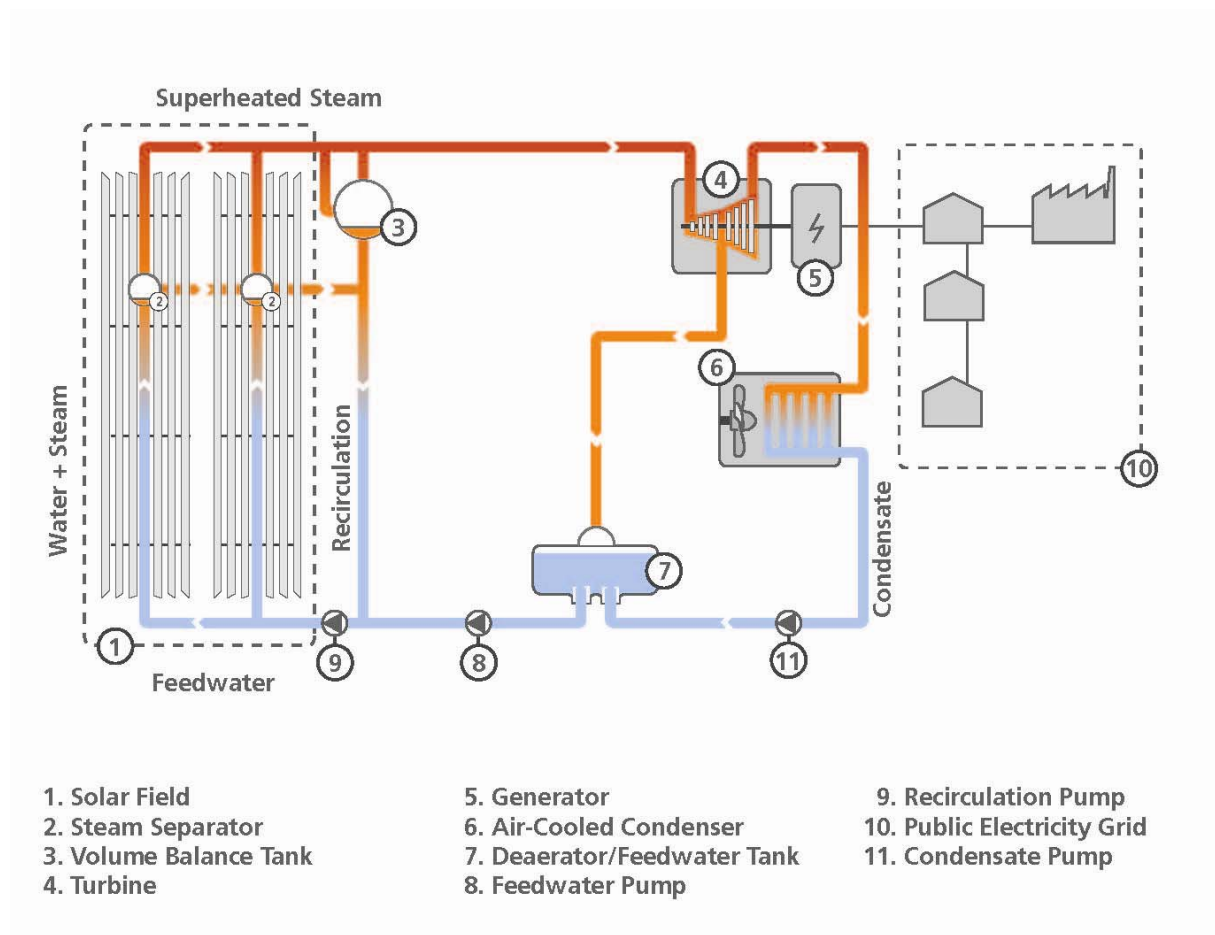 Superheated Steam
4
3
5
2
2
6
Water + Steam
Recirculation
10
Condensate
7
1
9
8
11
Feedwater
1. Solar Field
2. Steam Separator
3. Volume Balance Tank
4. Turbine
5. Generator
6. Air-Cooled Condenser
7. Deaerator/Feedwater Tank
8. Feedwater Pump
9. Recirculation Pump
10. Public Electricity Grid
11. Condensate Pump